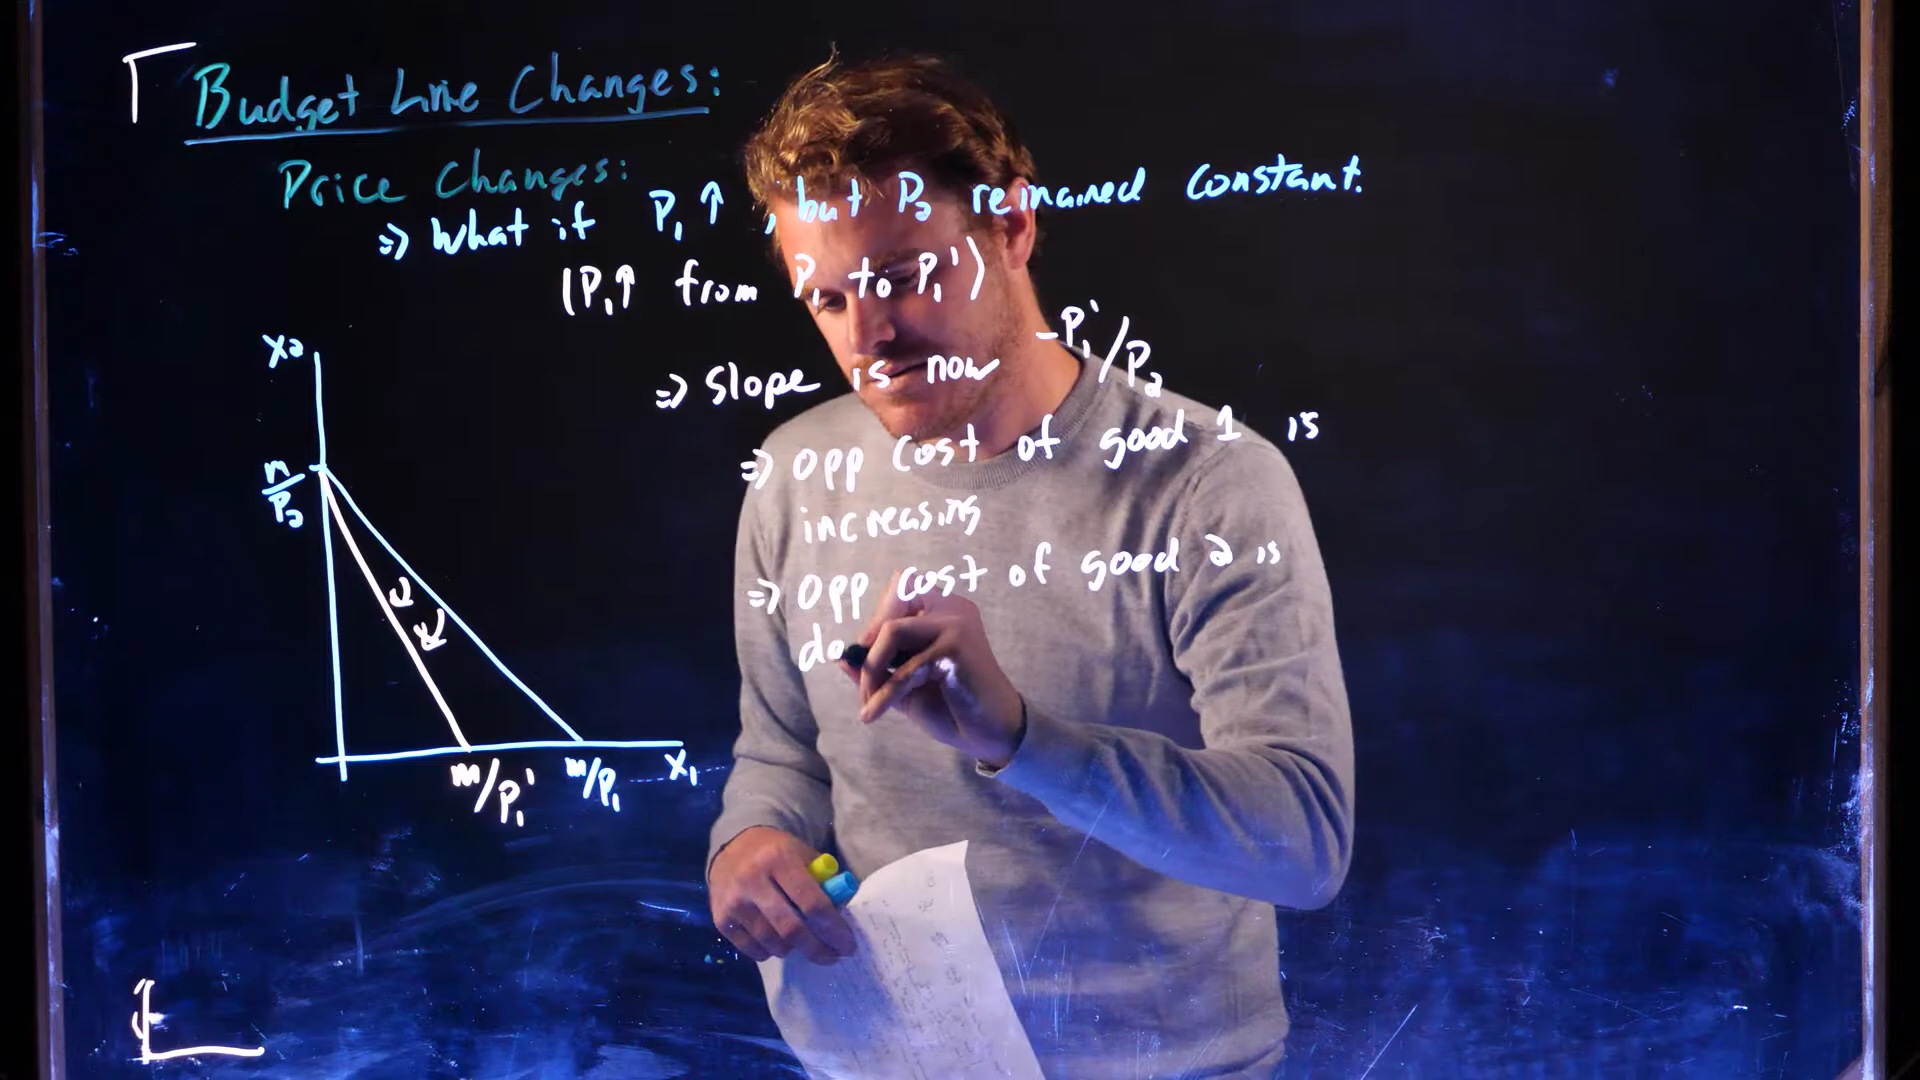 Budget Line Changes:
Price Changes:
⇒ What if P₁↑, but P₂ remained constant.
(P₁↑ from P₁ to P₁')
⇒ Slope is now -P₁'/P₂
⇒ opp cost of good 1 is
increasing
⇒ opp cost of good 2 is
do
x₂
m/P₂
m/P₁'
m/P₁
x₁